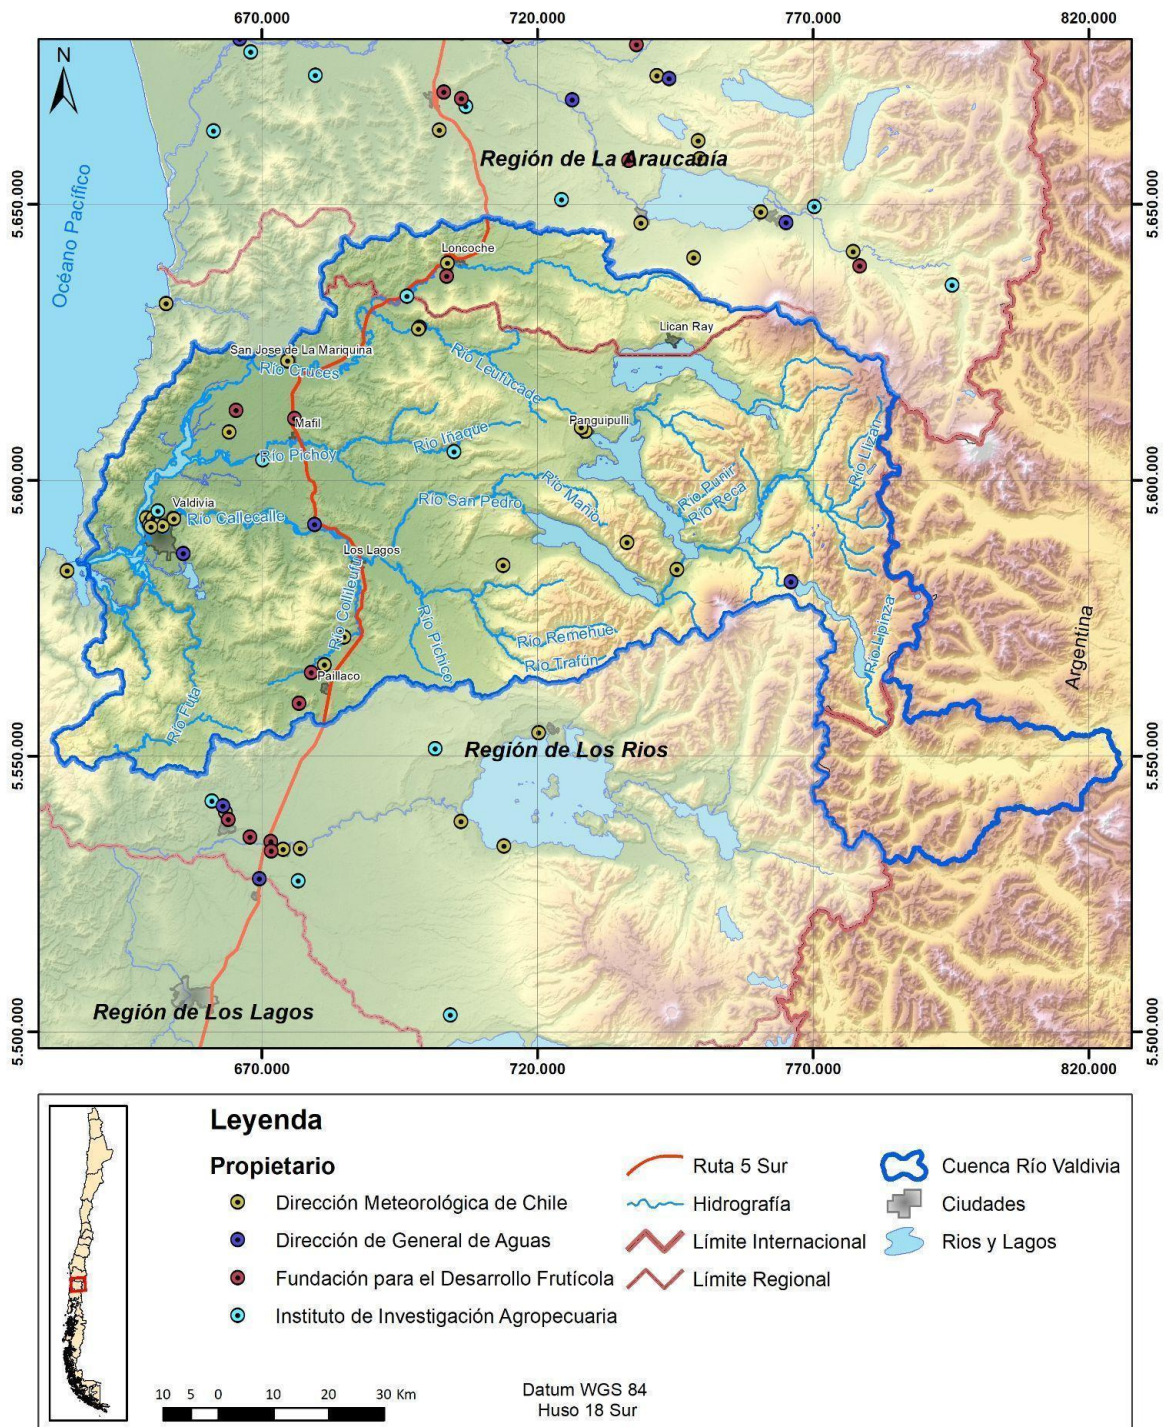 670.000
720.000
770.000
820.000
N
Región de La Araucanía
5.650.000
5.650.000
Océano Pacífico
Loncoche
Lican Ray
San Jose de La Mariquina
Río Cruces
Río Leufucade
Panguipulli
Mafil
Río Iñaque
Río Pichoy
Río Llizan
Río Punir
Río Reca
5.600.000
5.600.000
Río San Pedro
Río Mañio
Valdivia
Río Callecalle
Los Lagos
Río Collileufu
Río Pichico
Río Remehue
Río Trafún
Río Lipinza
Argentina
Paillaco
Río Futa
Región de Los Rios
5.550.000
5.550.000
Región de Los Lagos
5.500.000
5.500.000
670.000
720.000
770.000
820.000
Leyenda
Propietario
Dirección Meteorológica de Chile
Dirección de General de Aguas
Fundación para el Desarrollo Frutícola
Instituto de Investigación Agropecuaria
Ruta 5 Sur
Hidrografía
Límite Internacional
Límite Regional
Cuenca Río Valdivia
Ciudades
Rios y Lagos
10 5 0 10 20 30 Km
Datum WGS 84
Huso 18 Sur